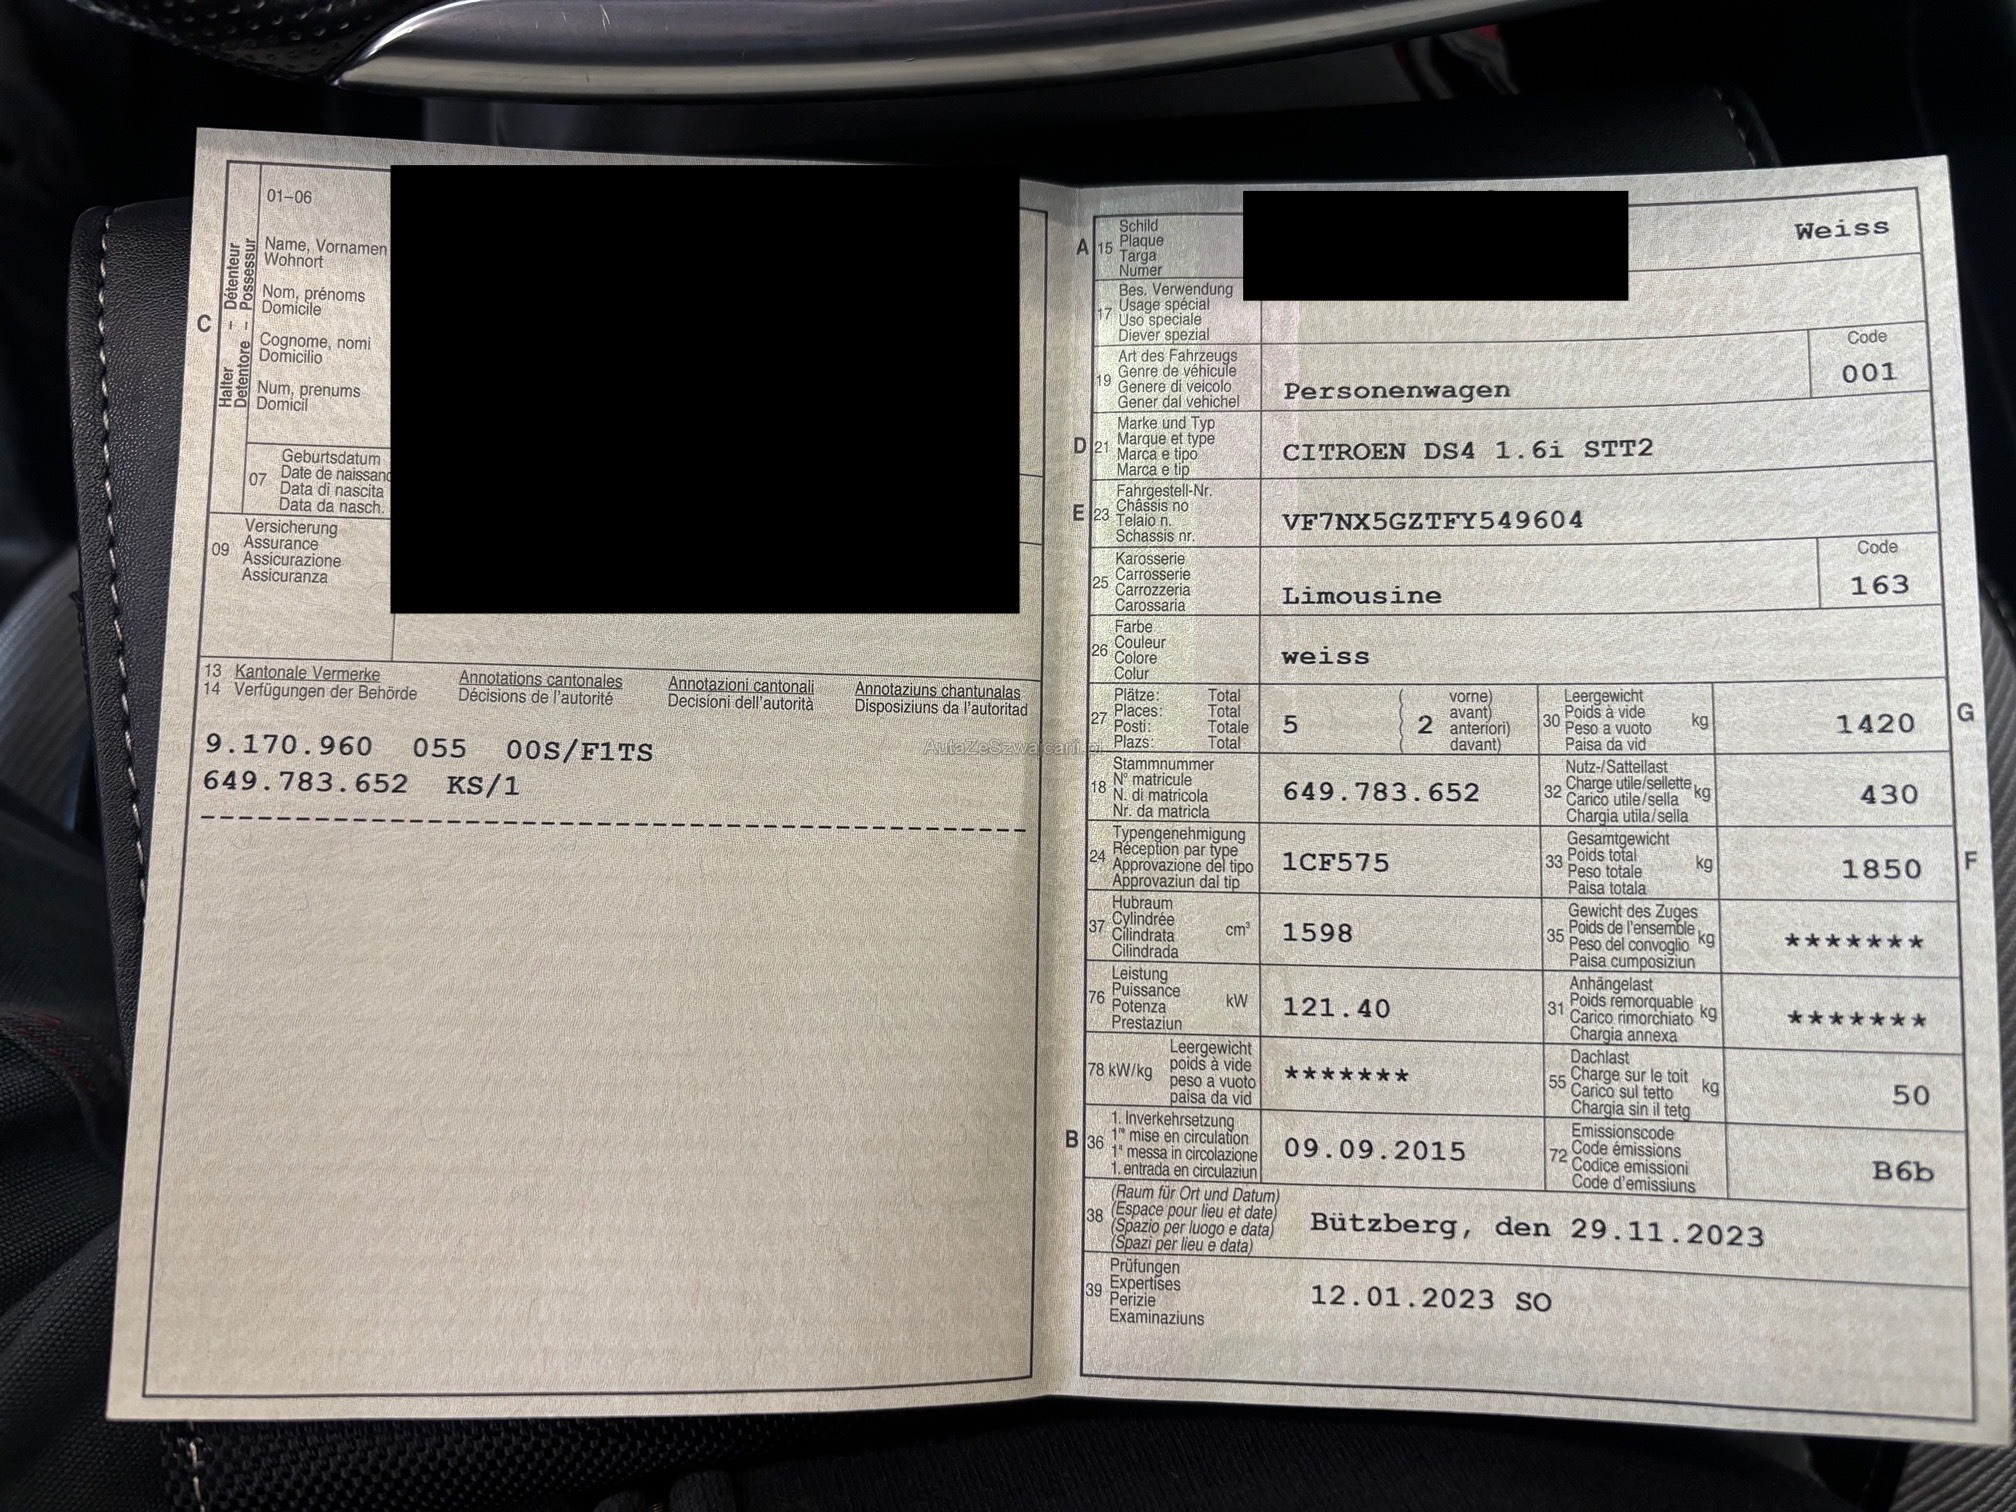 C
Halter – Détenteur
Detentore – Possessur
01–06
Name, Vornamen
Wohnort
Nom, prénoms
Domicile
Cognome, nomi
Domicilio
Num, prenums
Domicil
07
Geburtsdatum
Date de naissanc
Data di nascita
Data da nasch.
09
Versicherung
Assurance
Assicurazione
Assicuranza
13 Kantonale Vermerke Annotations cantonales Annotazioni cantonali Annotaziuns chantunalas
14 Verfügungen der Behörde Décisions de l'autorité Decisioni dell'autorità Disposiziuns da l'autoritad
9.170.960 055 00S/F1TS
649.783.652 KS/1
AutaZeSzwajcarii.pl
A 15
Schild
Plaque
Targa
Numer
Weiss
17
Bes. Verwendung
Usage spécial
Uso speciale
Diever spezial
19
Art des Fahrzeugs
Genre de véhicule
Genere di veicolo
Gener dal vehichel
Personenwagen
Code
001
D 21
Marke und Typ
Marque et type
Marca e tipo
Marca e tip
CITROEN DS4 1.6i STT2
E 23
Fahrgestell-Nr.
Châssis no
Telaio n.
Schassis nr.
VF7NX5GZTFY549604
25
Karosserie
Carrosserie
Carrozzeria
Carossaria
Limousine
Code
163
26
Farbe
Couleur
Colore
Colur
weiss
27
Plätze: Total
Places: Total
Posti: Totale
Plazs: Total
5
( vorne)
2 avant)
anteriori)
( davant)
30
Leergewicht
Poids à vide
Peso a vuoto
Paisa da vid
kg
1420
G
18
Stammnummer
N° matricule
N. di matricola
Nr. da matricla
649.783.652
32
Nutz-/Sattellast
Charge utile/sellette
Carico utile/sella
Chargia utila/sella
kg
430
24
Typengenehmigung
Réception par type
Approvazione del tipo
Approvaziun dal tip
1CF575
33
Gesamtgewicht
Poids total
Peso totale
Paisa totala
kg
1850
F
37
Hubraum
Cylindrée
Cilindrata
Cilindrada
cm³
1598
35
Gewicht des Zuges
Poids de l'ensemble
Peso del convoglio
Paisa cumposiziun
kg
*******
76
Leistung
Puissance
Potenza
Prestaziun
kW
121.40
31
Anhängelast
Poids remorquable
Carico rimorchiato
Chargia annexa
kg
*******
78 kW/kg
Leergewicht
poids à vide
peso a vuoto
paisa da vid
*******
55
Dachlast
Charge sur le toit
Carico sul tetto
Chargia sin il tetg
kg
50
B 36
1. Inverkehrsetzung
1re mise en circulation
1a messa in circolazione
1. entrada en circulaziun
09.09.2015
72
Emissionscode
Code émissions
Codice emissioni
Code d'emissiuns
B6b
38
(Raum für Ort und Datum)
(Espace pour lieu et date)
(Spazio per luogo e data)
(Spazi per lieu e data)
Bützberg, den 29.11.2023
39
Prüfungen
Expertises
Perizie
Examinaziuns
12.01.2023 SO